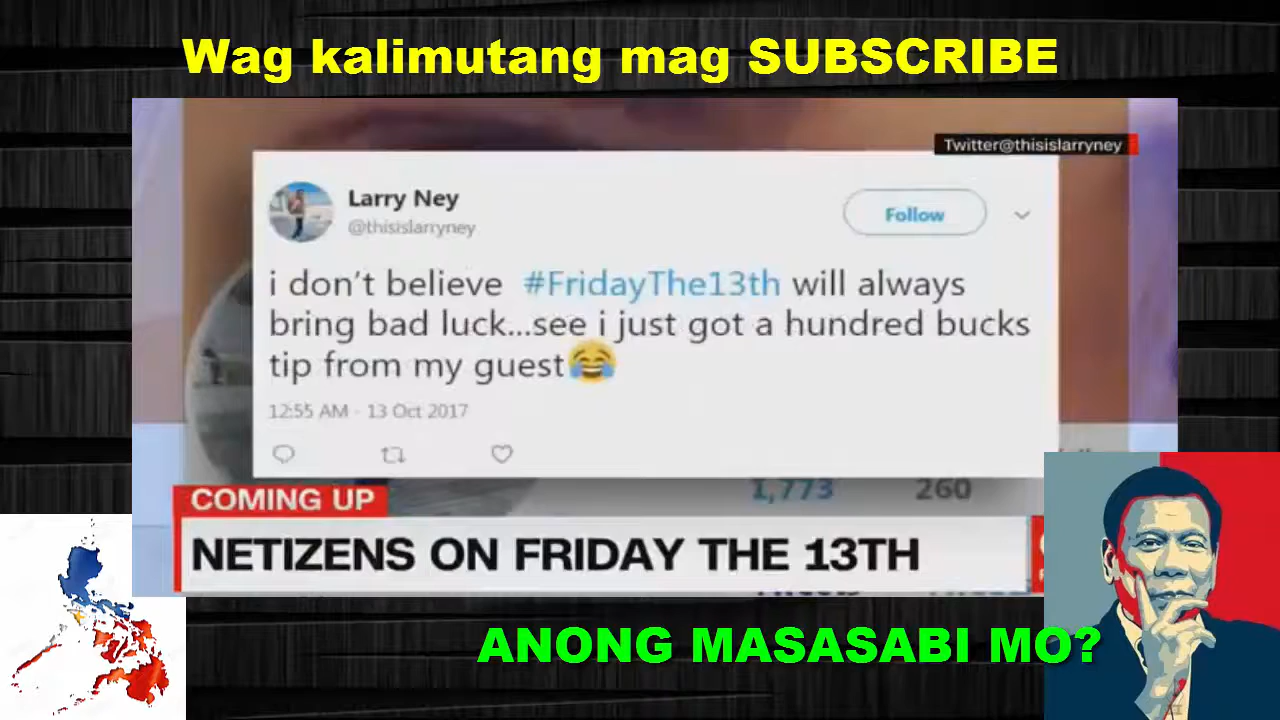 Wag kalimutang mag SUBSCRIBE
Twitter@thisislarryney
Larry Ney
@thisislarryney
Follow
i don't believe #FridayThe13th will always
bring bad luck...see i just got a hundred bucks
tip from my guest😂
12:55 AM - 13 Oct 2017
1,773 260
COMING UP
NETIZENS ON FRIDAY THE 13TH
ANONG MASASABI MO?